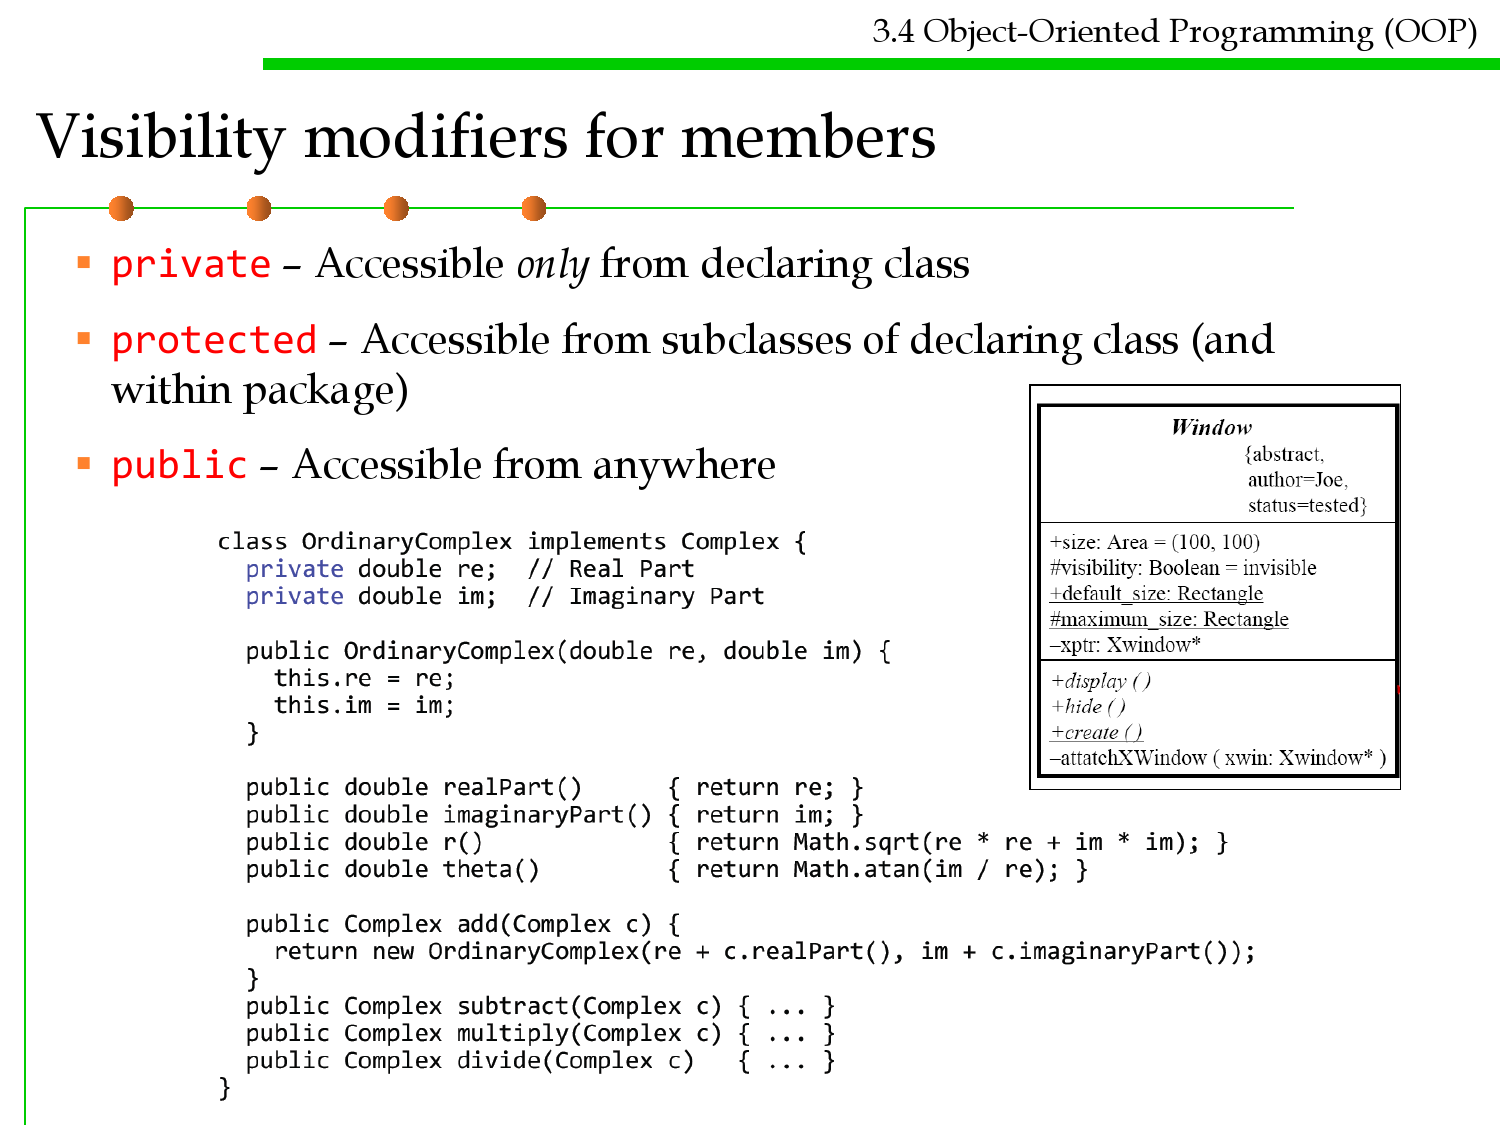 3.4 Object-Oriented Programming (OOP)
Visibility modifiers for members
▪ private – Accessible only from declaring class
▪ protected – Accessible from subclasses of declaring class (and
within package)
▪ public – Accessible from anywhere
class OrdinaryComplex implements Complex {
  private double re;  // Real Part
  private double im;  // Imaginary Part
  public OrdinaryComplex(double re, double im) {
    this.re = re;
    this.im = im;
  }
  public double realPart()      { return re; }
  public double imaginaryPart() { return im; }
  public double r()             { return Math.sqrt(re * re + im * im); }
  public double theta()         { return Math.atan(im / re); }
  public Complex add(Complex c) {
    return new OrdinaryComplex(re + c.realPart(), im + c.imaginaryPart());
  }
  public Complex subtract(Complex c) { ... }
  public Complex multiply(Complex c) { ... }
  public Complex divide(Complex c)   { ... }
}
Window
{abstract,
author=Joe,
status=tested}
+size: Area = (100, 100)
#visibility: Boolean = invisible
+default_size: Rectangle
#maximum_size: Rectangle
–xptr: Xwindow*
+display ( )
+hide ( )
+create ( )
–attatchXWindow ( xwin: Xwindow* )